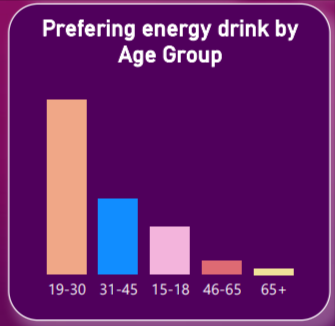 Prefering energy drink by
Age Group
19-30 31-45 15-18 46-65 65+